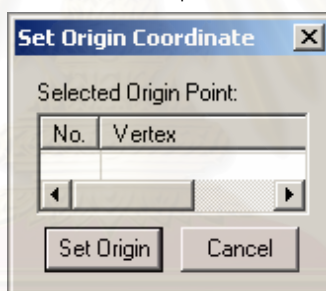 Set Origin Coordinate
Selected Origin Point:
No. Vertex
Set Origin Cancel